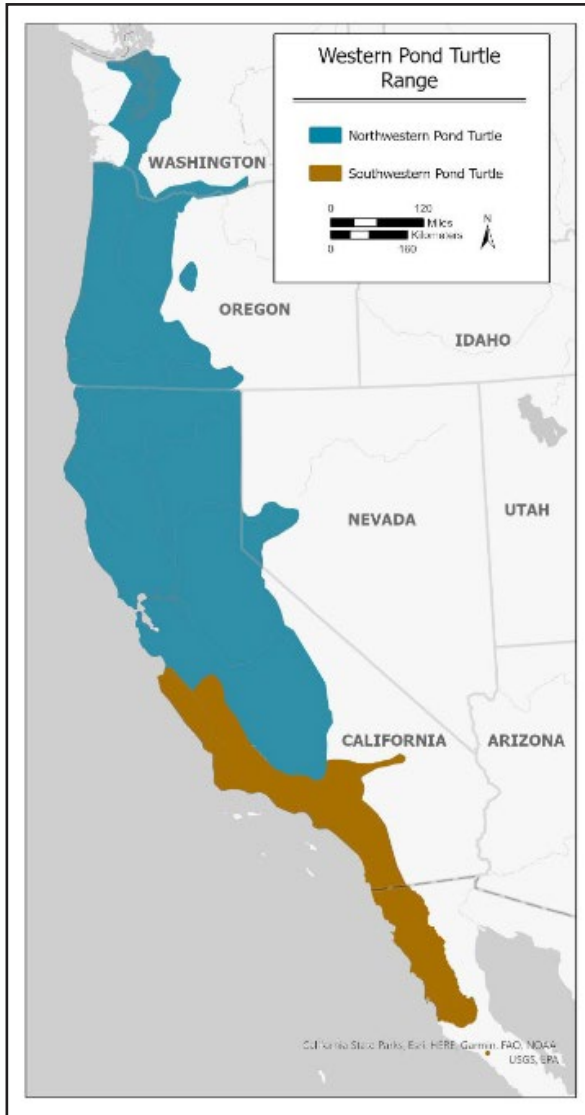 Western Pond Turtle
Range
Northwestern Pond Turtle
Southwestern Pond Turtle
0 120
Miles
Kilometers
0 160
N
WASHINGTON
OREGON
IDAHO
NEVADA
UTAH
CALIFORNIA
ARIZONA
California State Parks, Esri, HERE, Garmin, FAO, NOAA,
USGS, EPA